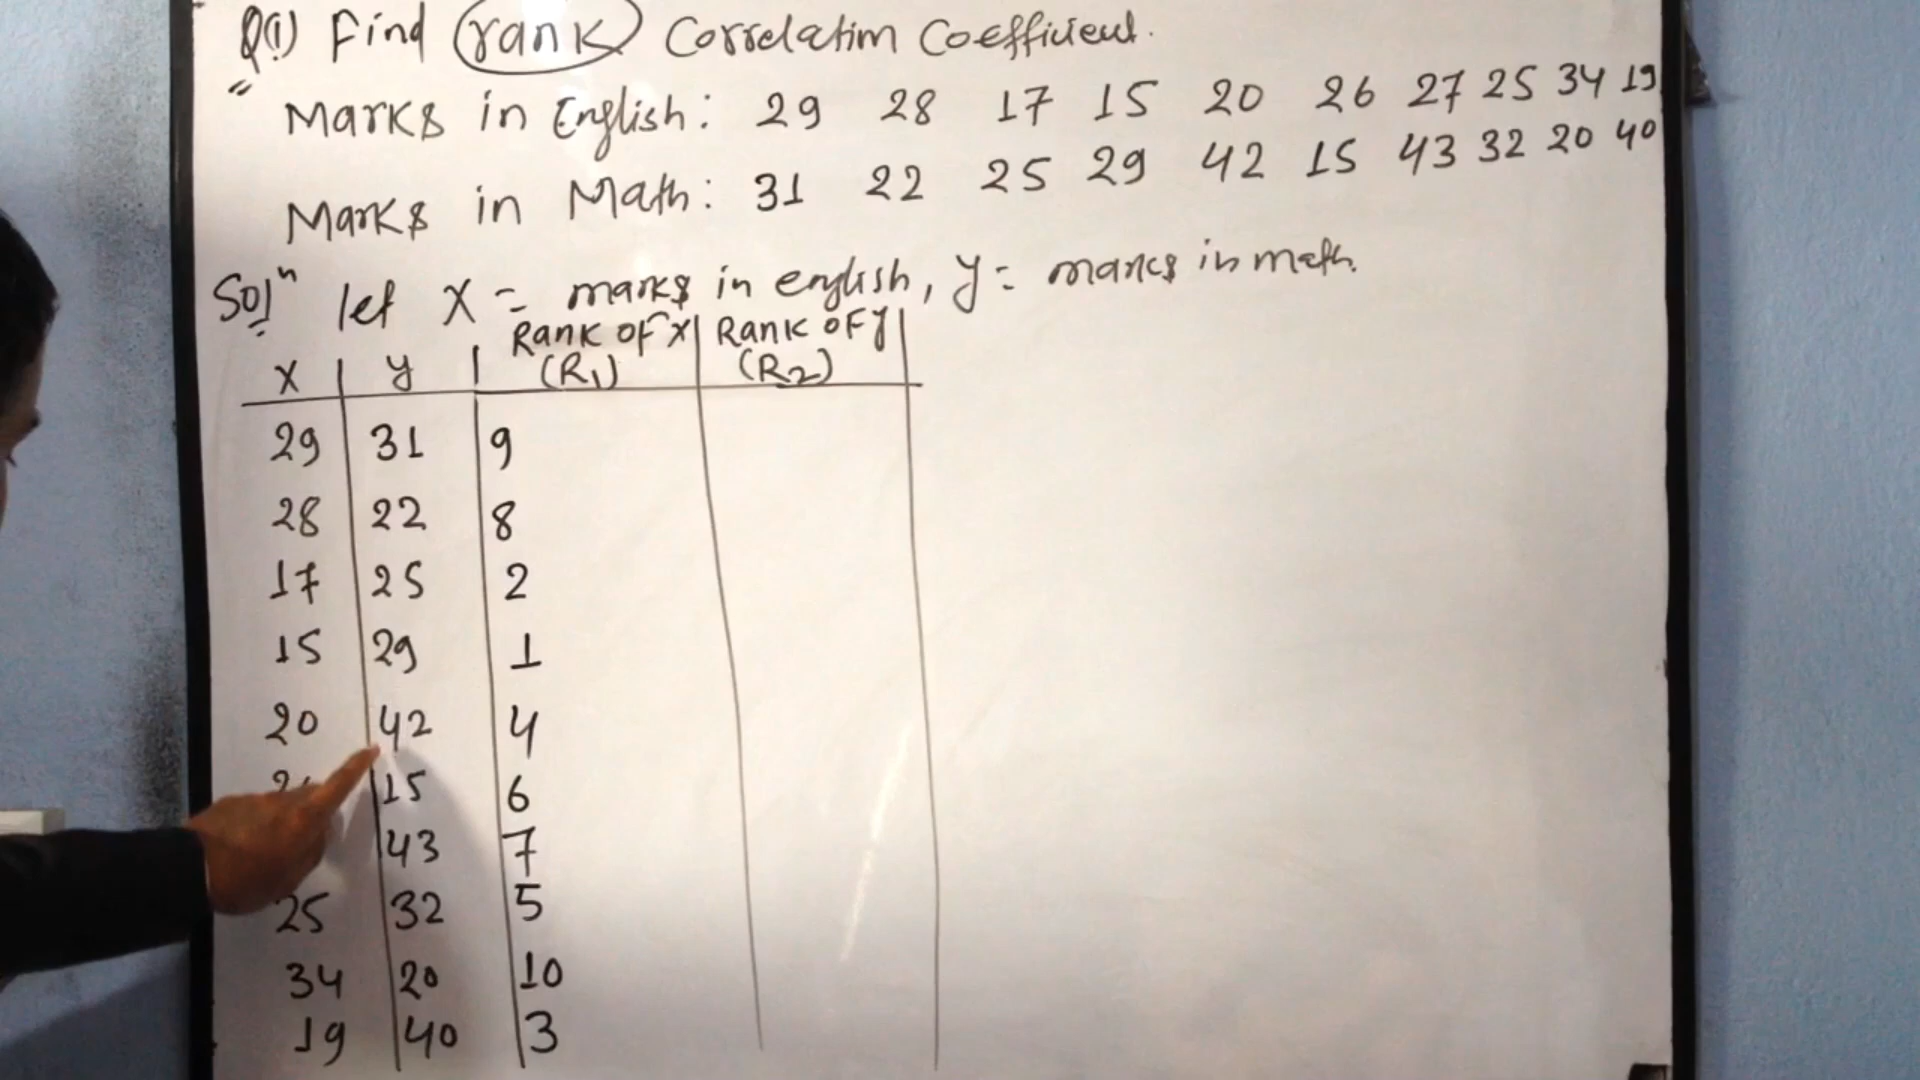 Q(1) Find rank Correlation Coefficient.
Marks in English: 29 28 17 15 20 26 27 25 34 19
Marks in Math: 31 22 25 29 42 15 43 32 20 40
Solⁿ let X = marks in english, y = marks in math.
X | y | Rank of X (R₁) | Rank of y (R₂)
29 31 9
28 22 8
17 25 2
15 29 1
20 42 4
15 6
43 7
25 32 5
34 20 10
19 40 3